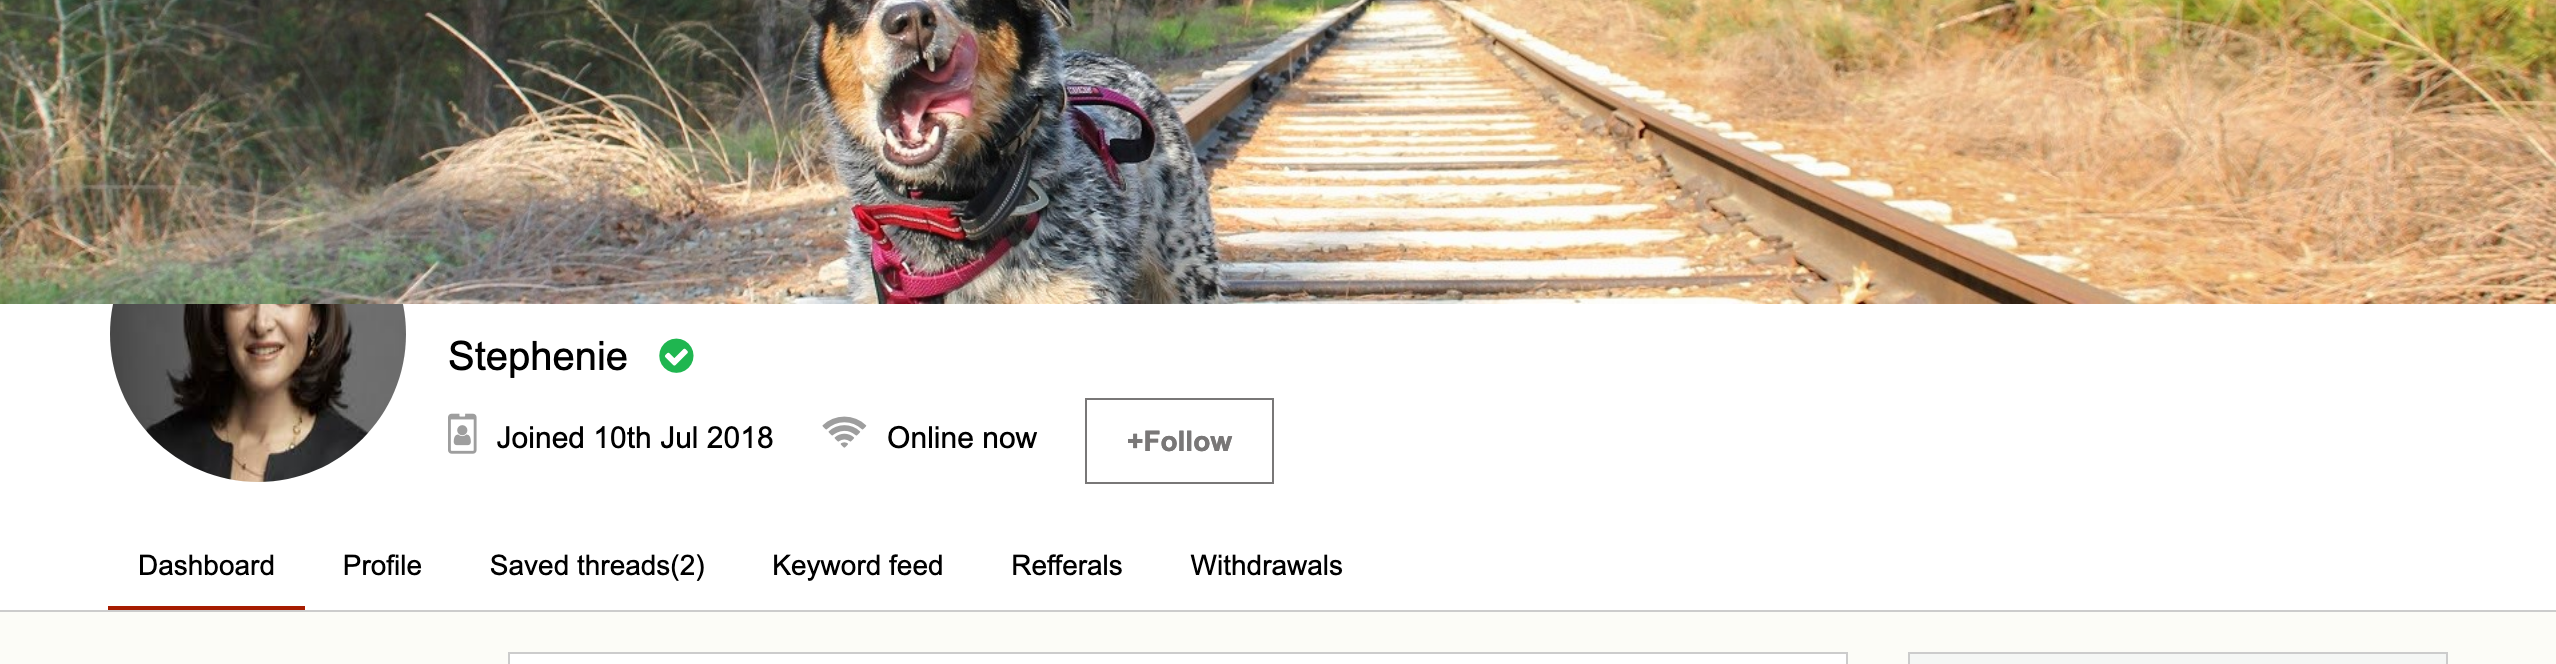 Stephenie
Joined 10th Jul 2018 Online now +Follow
Dashboard Profile Saved threads(2) Keyword feed Refferals Withdrawals